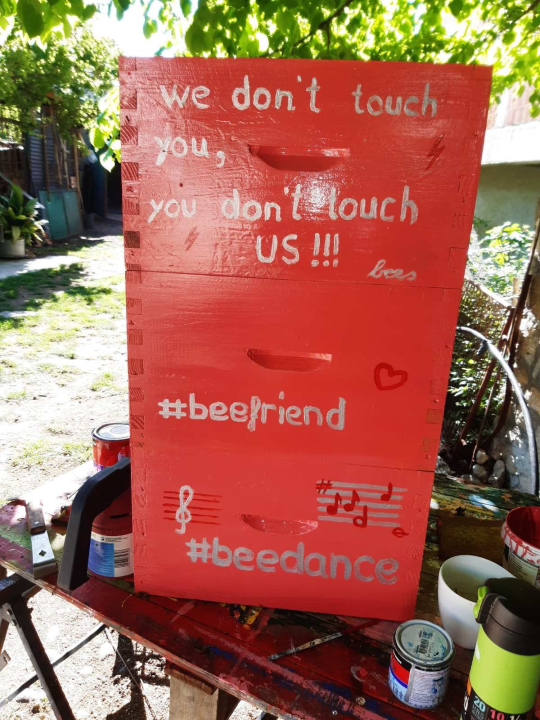 we don't touch
you,
you don't touch
US!!!
bees
#beefriend
#beedance